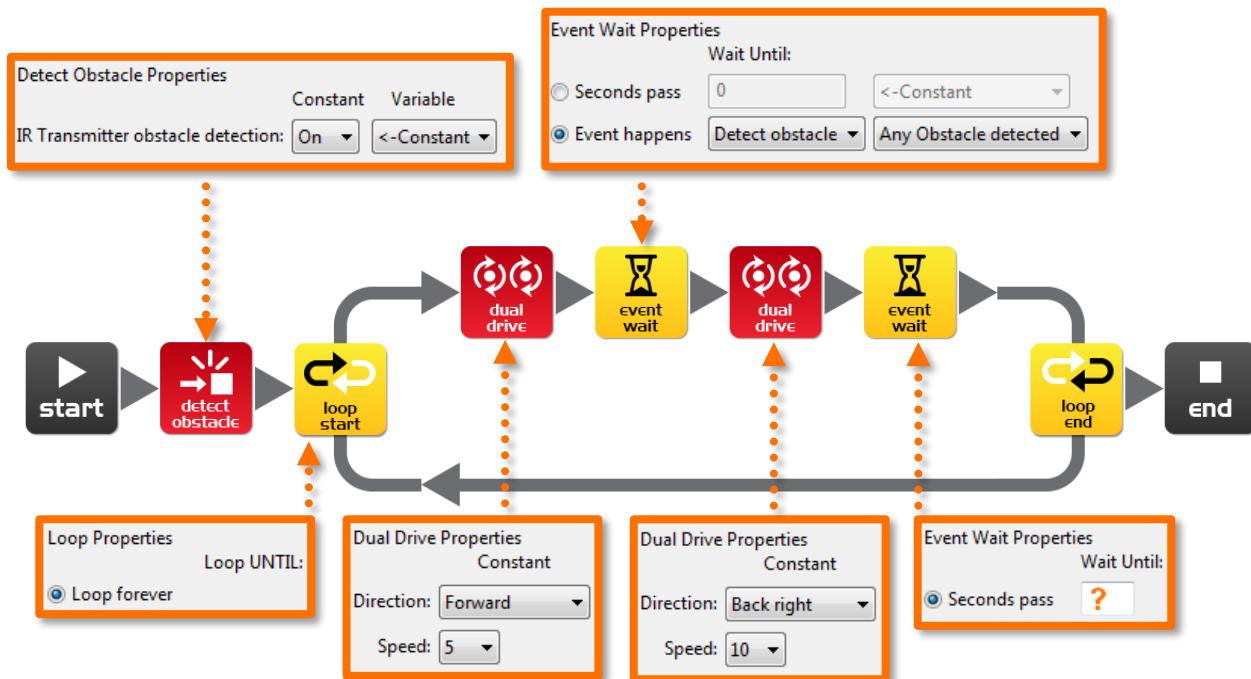 Detect Obstacle Properties
Constant Variable
IR Transmitter obstacle detection: On <-Constant
Event Wait Properties
Wait Until:
Seconds pass 0 <-Constant
Event happens Detect obstacle Any Obstacle detected
start
detect
obstacle
loop
start
dual
drive
event
wait
dual
drive
event
wait
loop
end
end
Loop Properties
Loop UNTIL:
Loop forever
Dual Drive Properties
Constant
Direction: Forward
Speed: 5
Dual Drive Properties
Constant
Direction: Back right
Speed: 10
Event Wait Properties
Wait Until:
Seconds pass ?